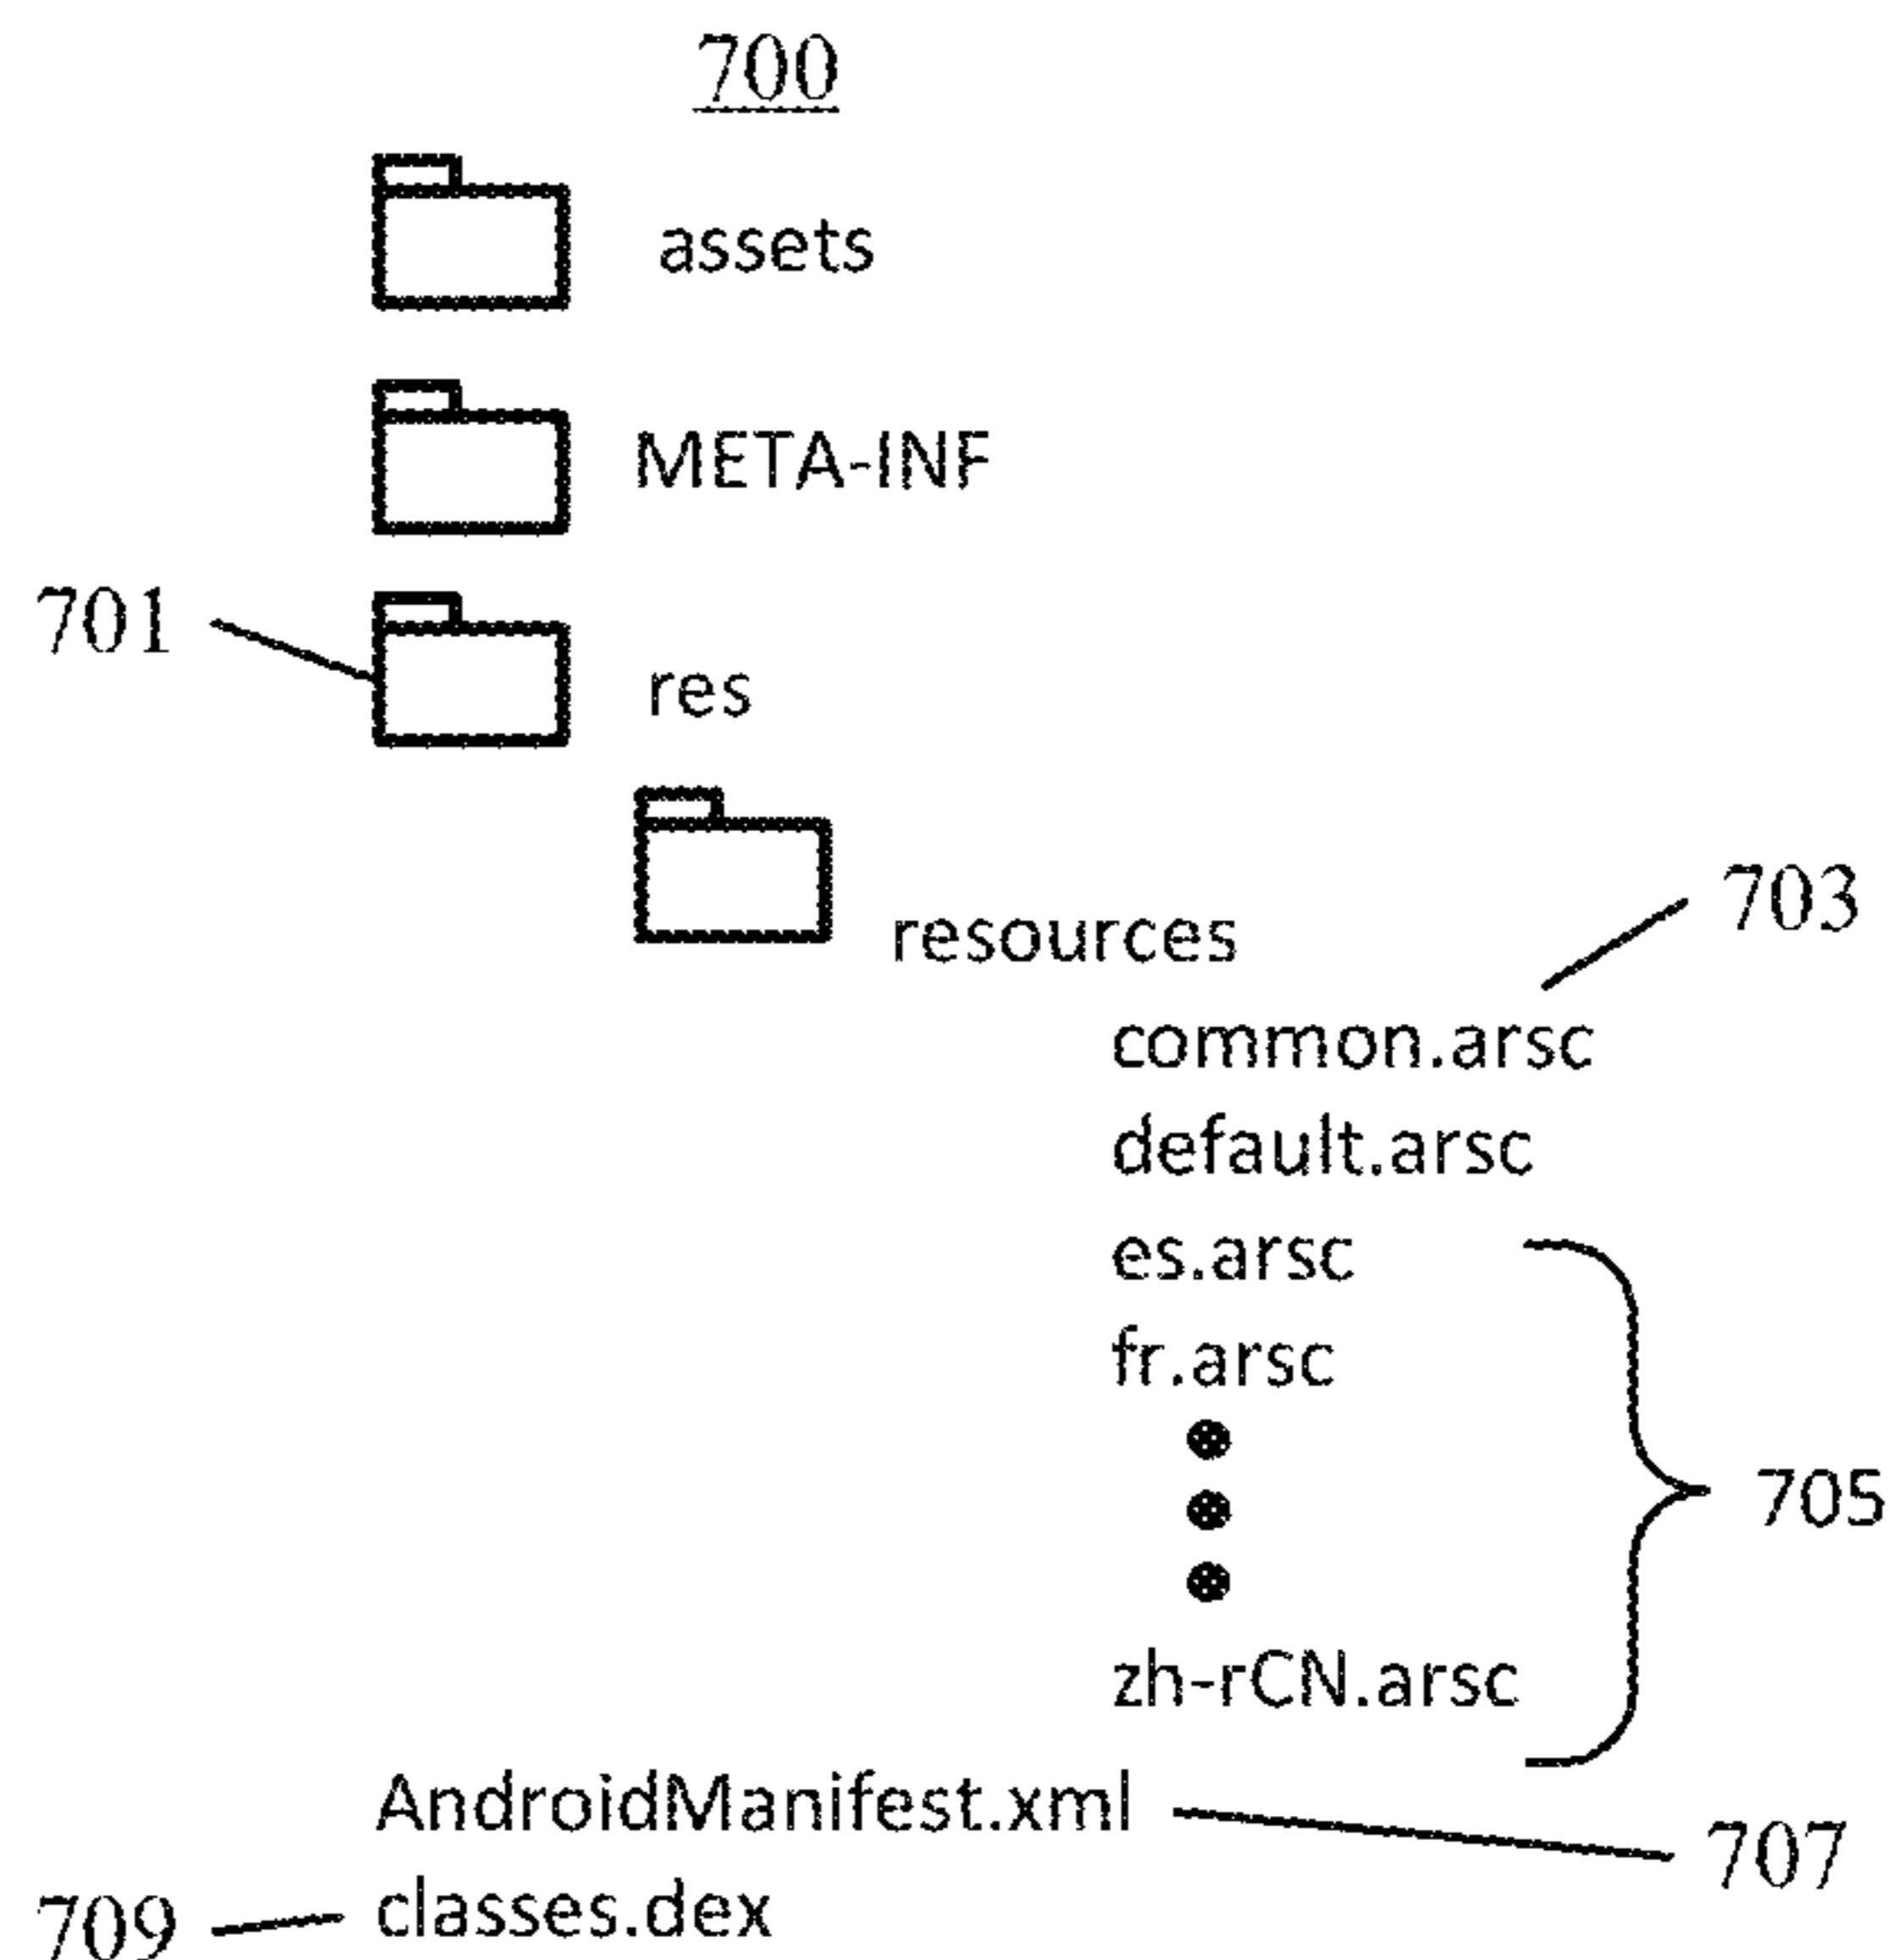 700
assets
META-INF
701
res
resources
703
common.arsc
default.arsc
es.arsc
fr.arsc
705
zh-rCN.arsc
AndroidManifest.xml
707
709
classes.dex